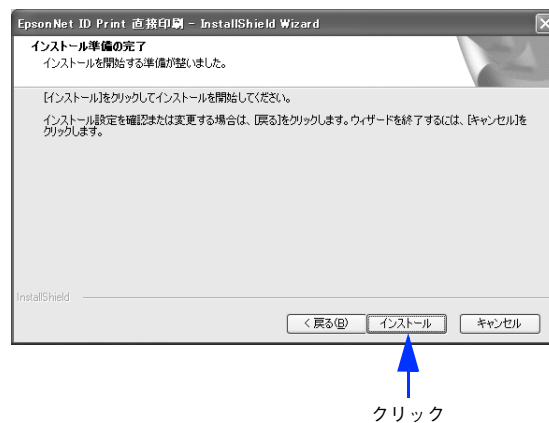 EpsonNet ID Print 直接印刷 - InstallShield Wizard
インストール準備の完了
インストールを開始する準備が整いました。
[インストール]をクリックしてインストールを開始してください。
インストール設定を確認または変更する場合は、[戻る]をクリックします。ウィザードを終了するには、[キャンセル]を
クリックします。
InstallShield
< 戻る(B) インストール キャンセル
クリック